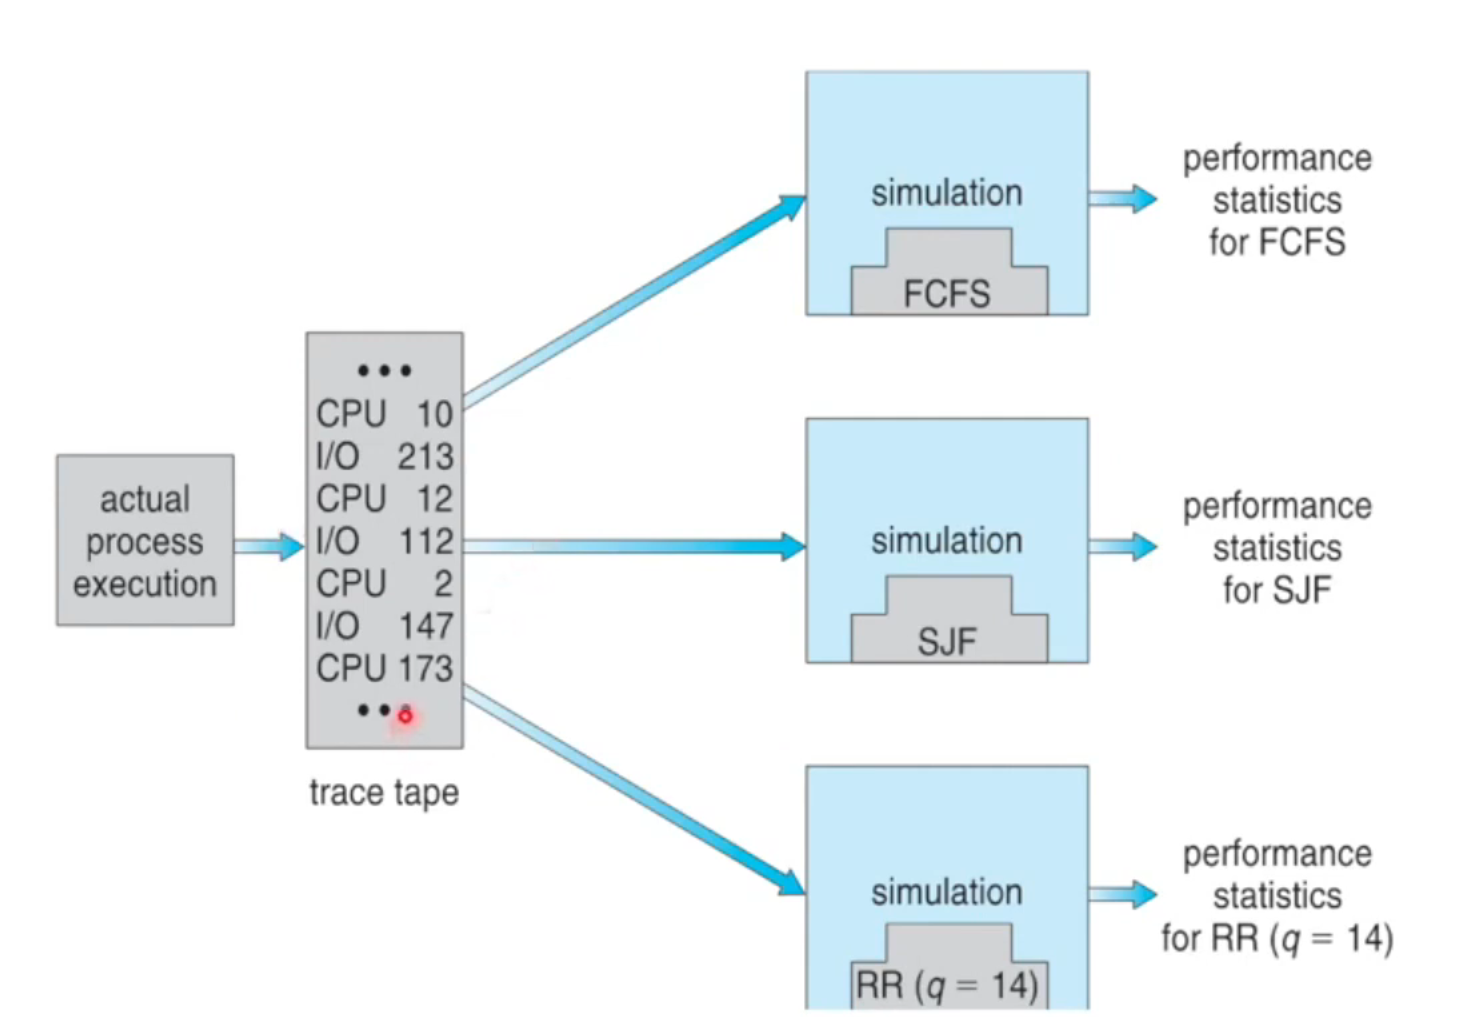 actual
process
execution
•••
CPU 10
I/O 213
CPU 12
I/O 112
CPU 2
I/O 147
CPU 173
•••
trace tape
simulation
FCFS
performance
statistics
for FCFS
simulation
SJF
performance
statistics
for SJF
simulation
RR (q = 14)
performance
statistics
for RR (q = 14)